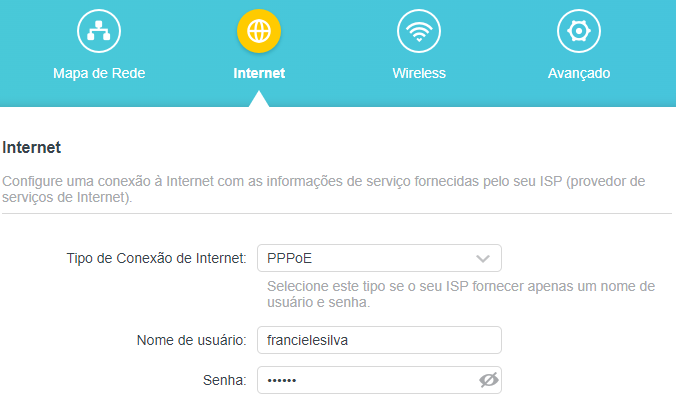 Mapa de Rede Internet Wireless Avançado
Internet
Configure uma conexão à Internet com as informações de serviço fornecidas pelo seu ISP (provedor de
serviços de Internet).
Tipo de Conexão de Internet: PPPoE
Selecione este tipo se o seu ISP fornecer apenas um nome de
usuário e senha.
Nome de usuário: francielesilva
Senha: ••••••